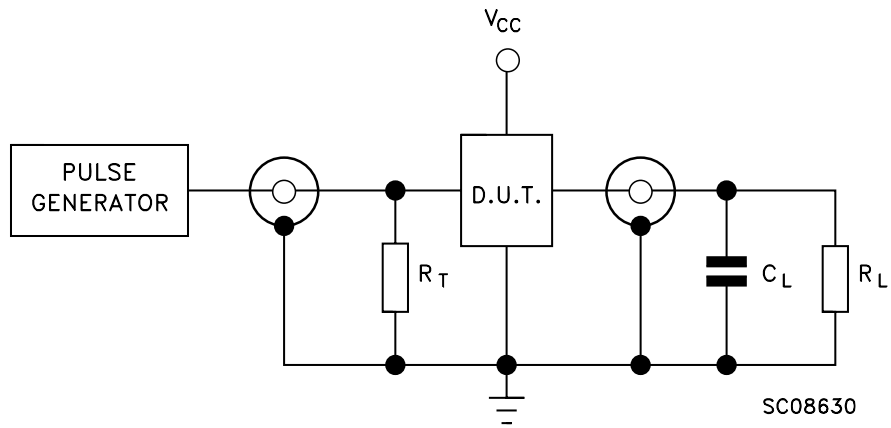 VCC
PULSE
GENERATOR
D.U.T.
RT
CL
RL
SC08630